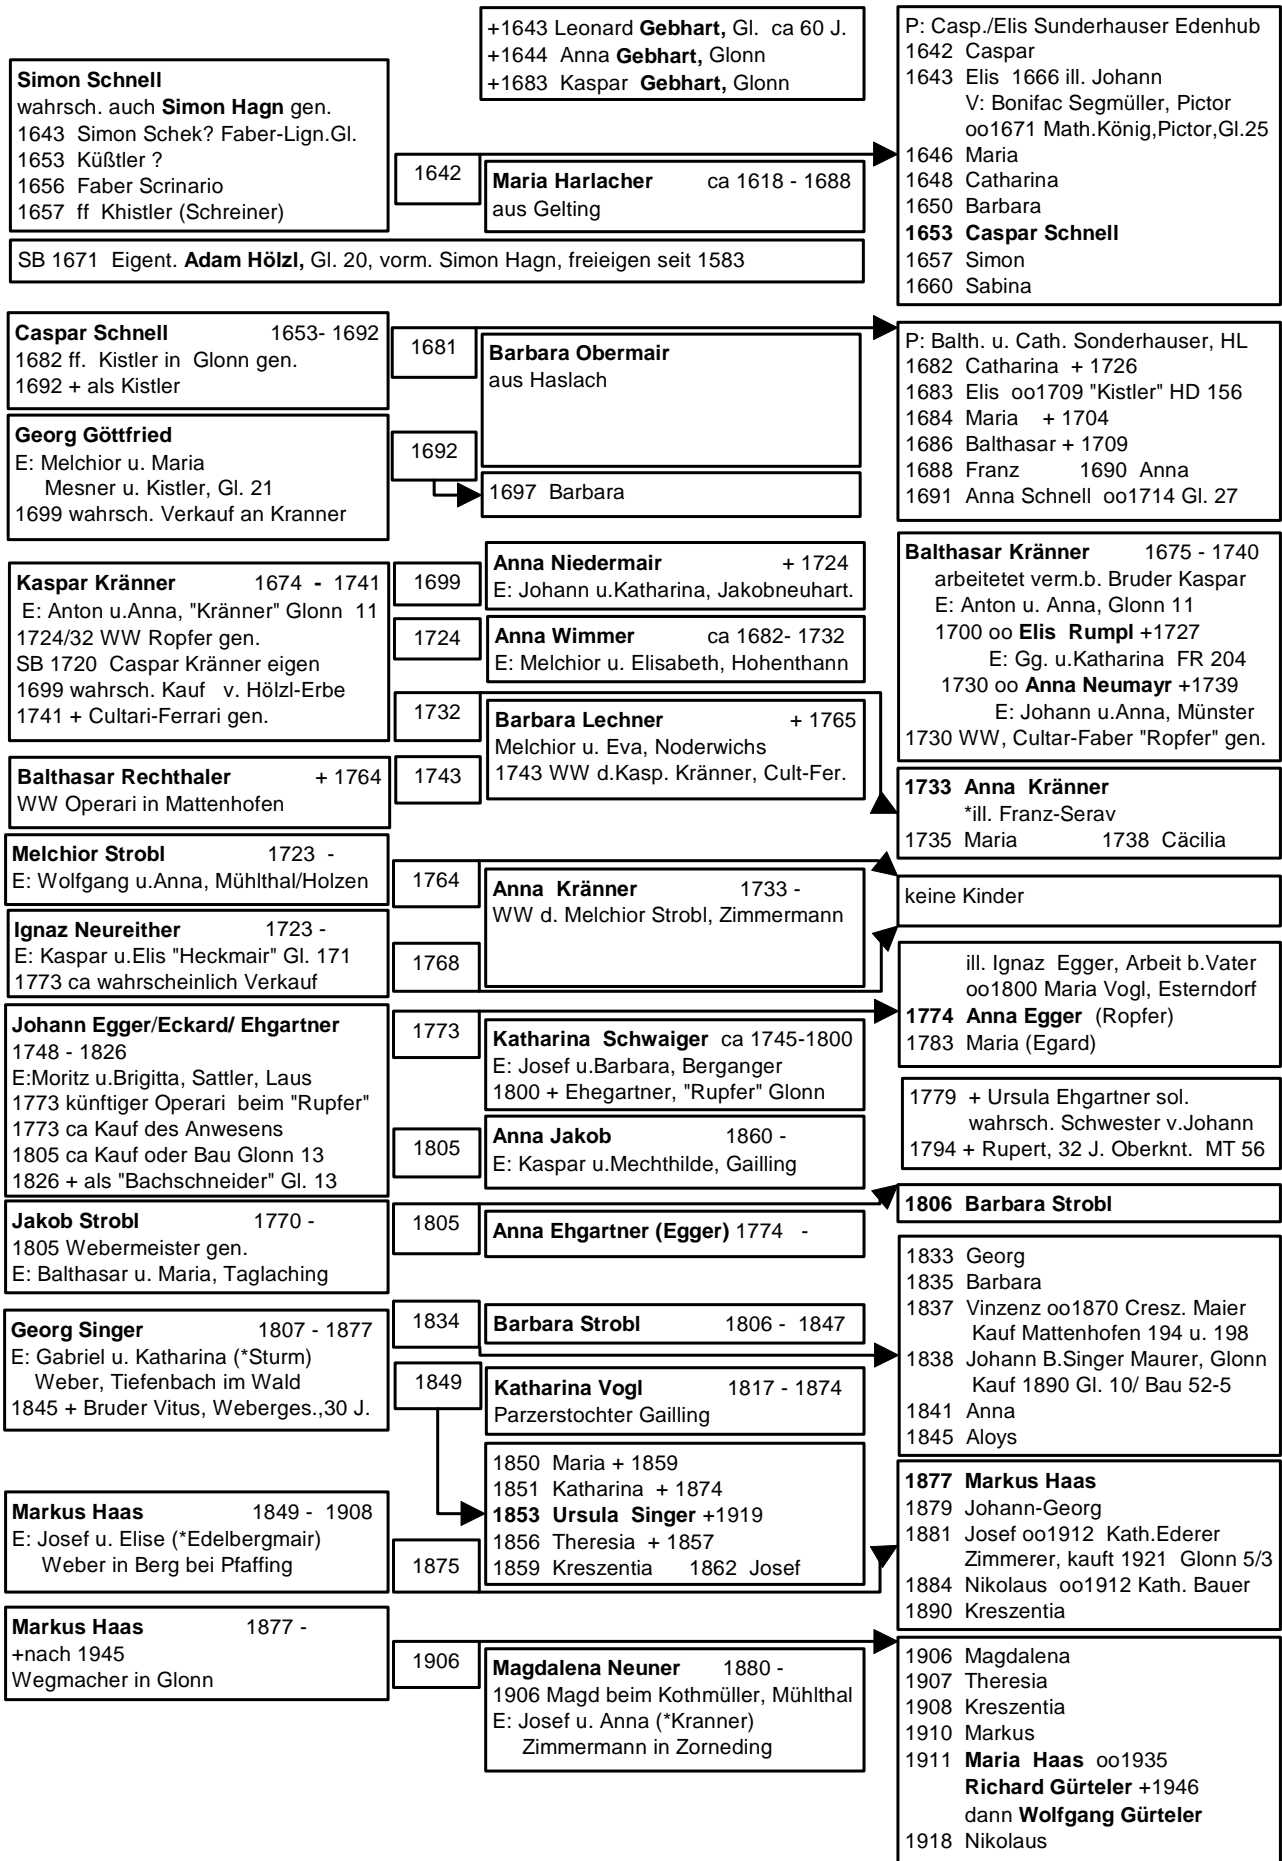 +1643 Leonard Gebhart, Gl. ca 60 J.
+1644 Anna Gebhart, Glonn
+1683 Kaspar Gebhart, Glonn
Simon Schnell
wahrsch. auch Simon Hagn gen.
1643 Simon Schek? Faber-Lign.Gl.
1653 Küßtler ?
1656 Faber Scrinario
1657 ff Khistler (Schreiner)
1642
Maria Harlacher ca 1618 - 1688
aus Gelting
P: Casp./Elis Sunderhauser Edenhub
1642 Caspar
1643 Elis 1666 ill. Johann
V: Bonifac Segmüller, Pictor
oo1671 Math.König,Pictor,Gl.25
1646 Maria
1648 Catharina
1650 Barbara
1653 Caspar Schnell
1657 Simon
1660 Sabina
SB 1671 Eigent. Adam Hölzl, Gl. 20, vorm. Simon Hagn, freieigen seit 1583
Caspar Schnell 1653- 1692
1682 ff. Kistler in Glonn gen.
1692 + als Kistler
1681
Barbara Obermair
aus Haslach
P: Balth. u. Cath. Sonderhauser, HL
1682 Catharina + 1726
1683 Elis oo1709 "Kistler" HD 156
1684 Maria + 1704
1686 Balthasar + 1709
1688 Franz 1690 Anna
1691 Anna Schnell oo1714 Gl. 27
Georg Göttfried
E: Melchior u. Maria
Mesner u. Kistler, Gl. 21
1699 wahrsch. Verkauf an Kranner
1692
1697 Barbara
Kaspar Kränner 1674 - 1741
E: Anton u.Anna, "Kränner" Glonn 11
1724/32 WW Ropfer gen.
SB 1720 Caspar Kränner eigen
1699 wahrsch. Kauf v. Hölzl-Erbe
1741 + Cultari-Ferrari gen.
1699
Anna Niedermair + 1724
E: Johann u.Katharina, Jakobneuhart.
1724
Anna Wimmer ca 1682- 1732
E: Melchior u. Elisabeth, Hohenthann
1732
Barbara Lechner + 1765
Melchior u. Eva, Noderwichs
1743 WW d.Kasp. Kränner, Cult-Fer.
Balthasar Kränner 1675 - 1740
arbeitetet verm.b. Bruder Kaspar
E: Anton u. Anna, Glonn 11
1700 oo Elis Rumpl +1727
E: Gg. u.Katharina FR 204
1730 oo Anna Neumayr +1739
E: Johann u.Anna, Münster
1730 WW, Cultar-Faber "Ropfer" gen.
Balthasar Rechthaler + 1764
WW Operari in Mattenhofen
1743
1733 Anna Kränner
*ill. Franz-Serav
1735 Maria 1738 Cäcilia
Melchior Strobl 1723 -
E: Wolfgang u.Anna, Mühlthal/Holzen
1764
Anna Kränner 1733 -
WW d. Melchior Strobl, Zimmermann
keine Kinder
Ignaz Neureither 1723 -
E: Kaspar u.Elis "Heckmair" Gl. 171
1773 ca wahrscheinlich Verkauf
1768
Johann Egger/Eckard/ Ehgartner
1748 - 1826
E:Moritz u.Brigitta, Sattler, Laus
1773 künftiger Operari beim "Rupfer"
1773 ca Kauf des Anwesens
1805 ca Kauf oder Bau Glonn 13
1826 + als "Bachschneider" Gl. 13
1773
Katharina Schwaiger ca 1745-1800
E: Josef u.Barbara, Berganger
1800 + Ehegartner, "Rupfer" Glonn
ill. Ignaz Egger, Arbeit b.Vater
oo1800 Maria Vogl, Esterndorf
1774 Anna Egger (Ropfer)
1783 Maria (Egard)
1805
Anna Jakob 1860 -
E: Kaspar u.Mechthilde, Gailling
1779 + Ursula Ehgartner sol.
wahrsch. Schwester v.Johann
1794 + Rupert, 32 J. Oberknt. MT 56
Jakob Strobl 1770 -
1805 Webermeister gen.
E: Balthasar u. Maria, Taglaching
1805
Anna Ehgartner (Egger) 1774 -
1806 Barbara Strobl
Georg Singer 1807 - 1877
E: Gabriel u. Katharina (*Sturm)
Weber, Tiefenbach im Wald
1845 + Bruder Vitus, Weberges.,30 J.
1834
Barbara Strobl 1806 - 1847
1849
Katharina Vogl 1817 - 1874
Parzerstochter Gailling
1833 Georg
1835 Barbara
1837 Vinzenz oo1870 Cresz. Maier
Kauf Mattenhofen 194 u. 198
1838 Johann B.Singer Maurer, Glonn
Kauf 1890 Gl. 10/ Bau 52-5
1841 Anna
1845 Aloys
1850 Maria + 1859
1851 Katharina + 1874
1853 Ursula Singer +1919
1856 Theresia + 1857
1859 Kreszentia 1862 Josef
Markus Haas 1849 - 1908
E: Josef u. Elise (*Edelbergmair)
Weber in Berg bei Pfaffing
1875
1877 Markus Haas
1879 Johann-Georg
1881 Josef oo1912 Kath.Ederer
Zimmerer, kauft 1921 Glonn 5/3
1884 Nikolaus oo1912 Kath. Bauer
1890 Kreszentia
Markus Haas 1877 -
+nach 1945
Wegmacher in Glonn
1906
Magdalena Neuner 1880 -
1906 Magd beim Kothmüller, Mühlthal
E: Josef u. Anna (*Kranner)
Zimmermann in Zorneding
1906 Magdalena
1907 Theresia
1908 Kreszentia
1910 Markus
1911 Maria Haas oo1935
Richard Gürteler +1946
dann Wolfgang Gürteler
1918 Nikolaus